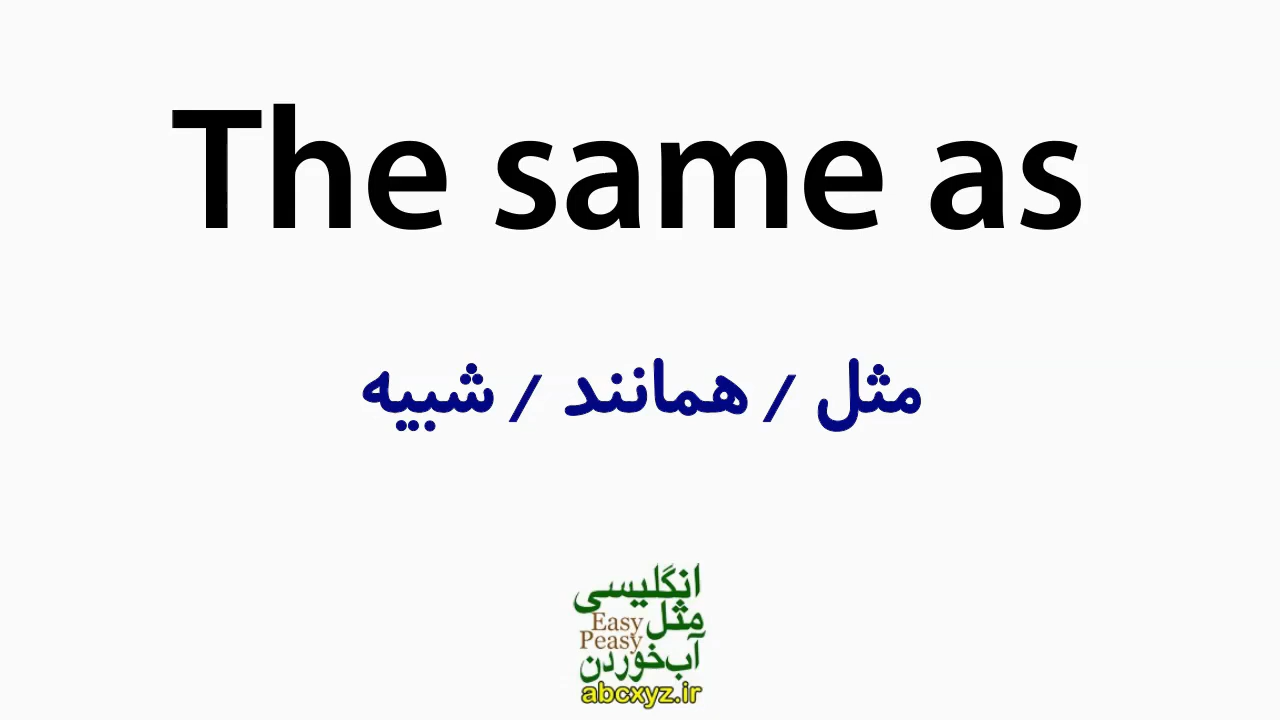 The same as
مثل / همانند / شبیه
انگلیسی
مثل Easy
Peasy
آب‌خوردن
abcxyz.ir